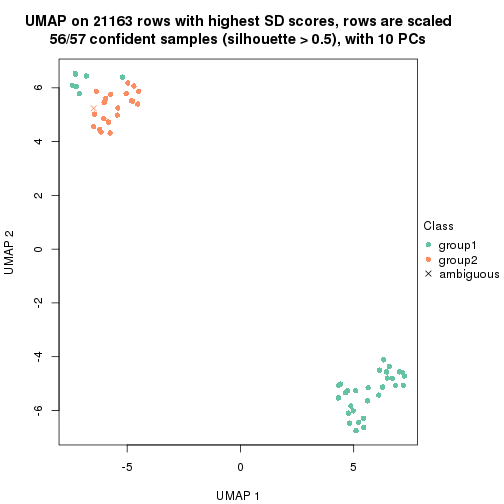 UMAP on 21163 rows with highest SD scores, rows are scaled
56/57 confident samples (silhouette > 0.5), with 10 PCs
6
4
2
0
-2
-4
-6
UMAP 2
-5
0
5
UMAP 1
Class
group1
group2
ambiguous